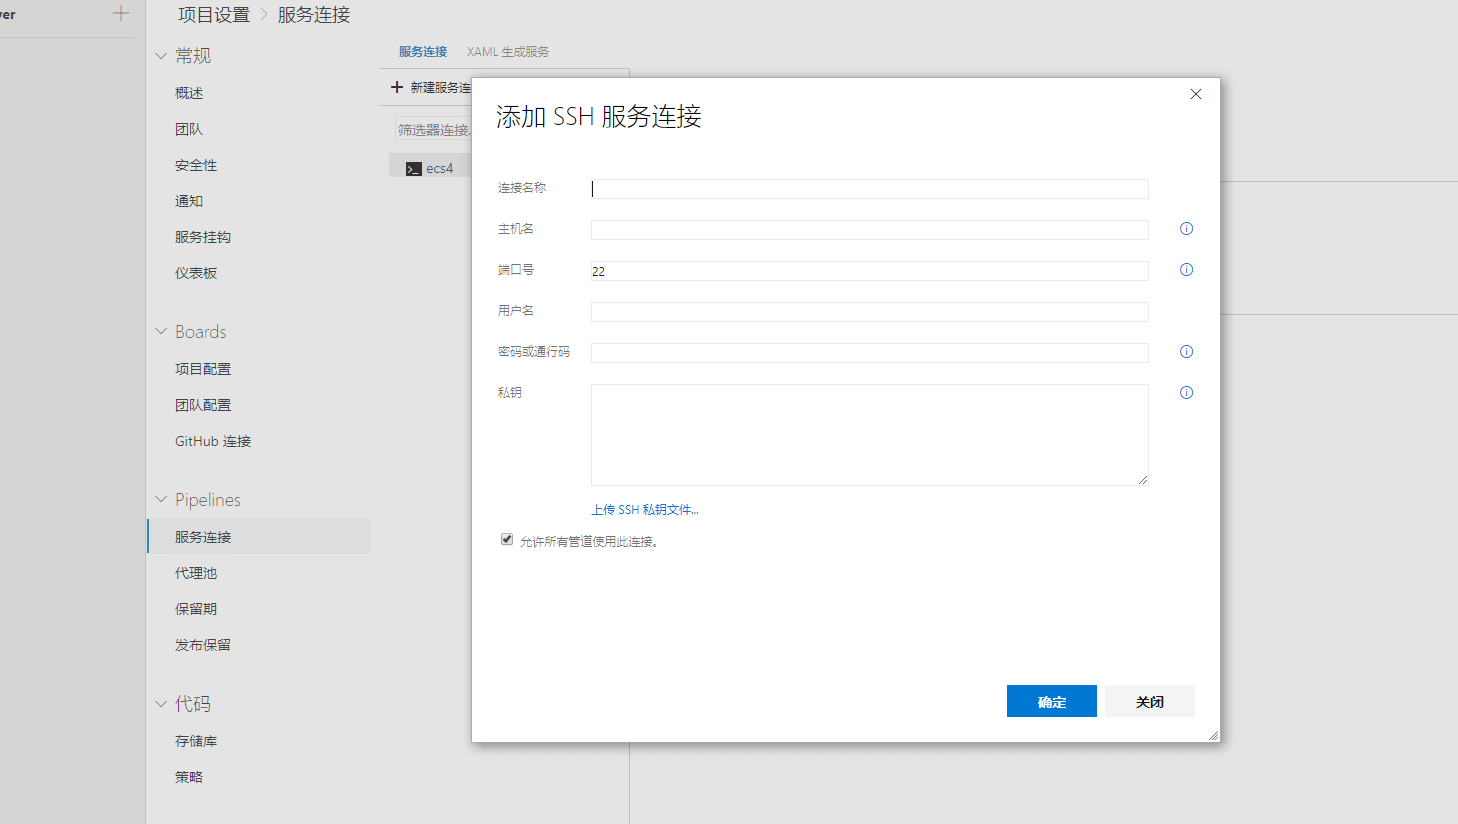 ver
项目设置 > 服务连接
常规
概述
团队
安全性
通知
服务挂钩
仪表板
Boards
项目配置
团队配置
GitHub 连接
Pipelines
服务连接
代理池
保留期
发布保留
代码
存储库
策略
服务连接 XAML 生成服务
新建服务连
筛选器连接.
ecs4
添加 SSH 服务连接
连接名称
主机名
端口号 22
用户名
密码或通行码
私钥
上传 SSH 私钥文件...
允许所有管道使用此连接。
确定 关闭